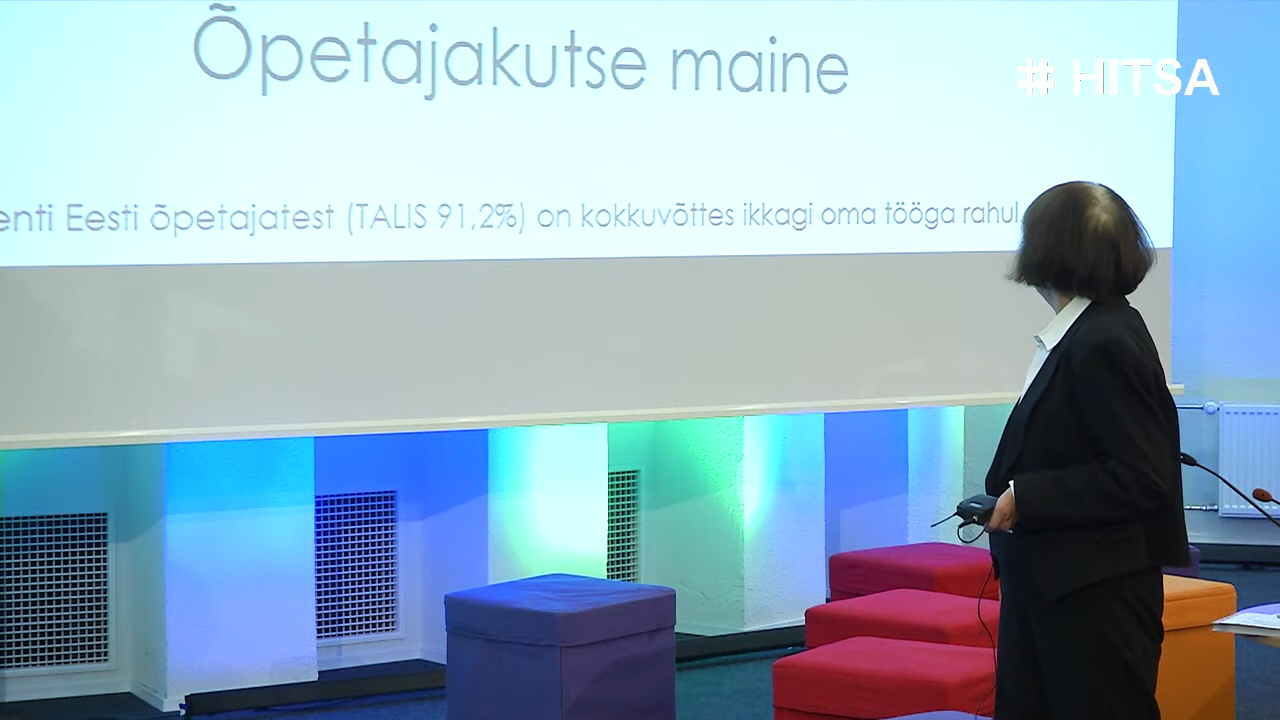 Õpetajakutse maine
# HITSA
enti Eesti õpetajatest (TALIS 91,2%) on kokkuvõttes ikkagi oma tööga rahul.